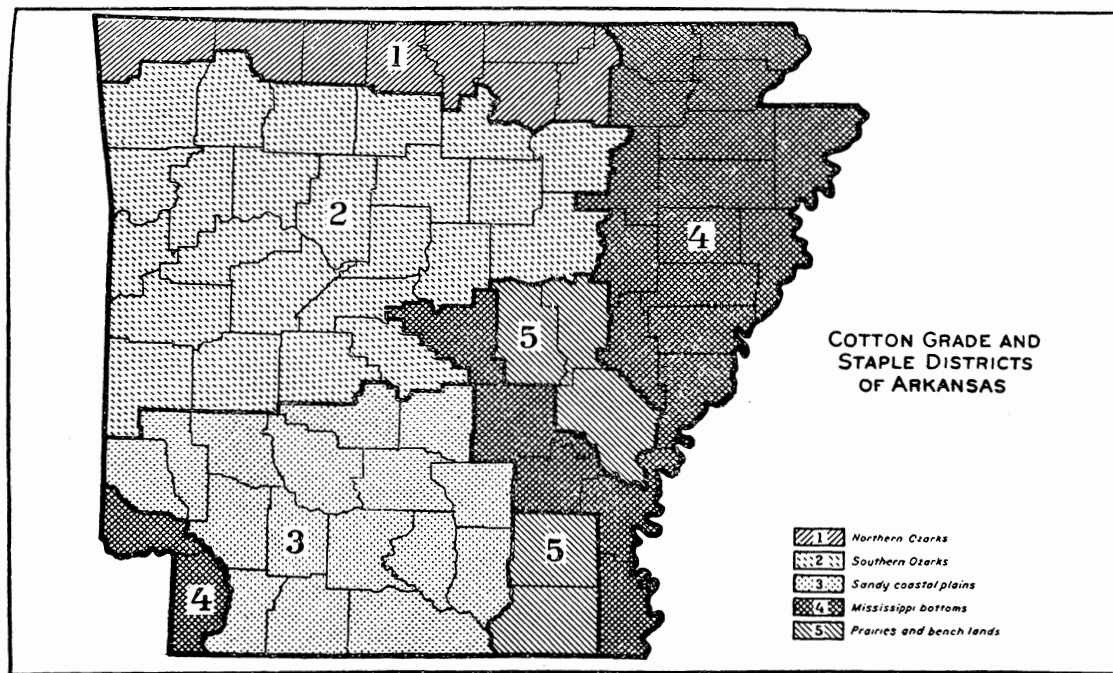 1
2
4
5
COTTON GRADE AND
STAPLE DISTRICTS
OF ARKANSAS
3
5
4
1 Northern Ozarks
2 Southern Ozarks
3 Sandy coastal plains
4 Mississippi bottoms
5 Prairies and bench lands